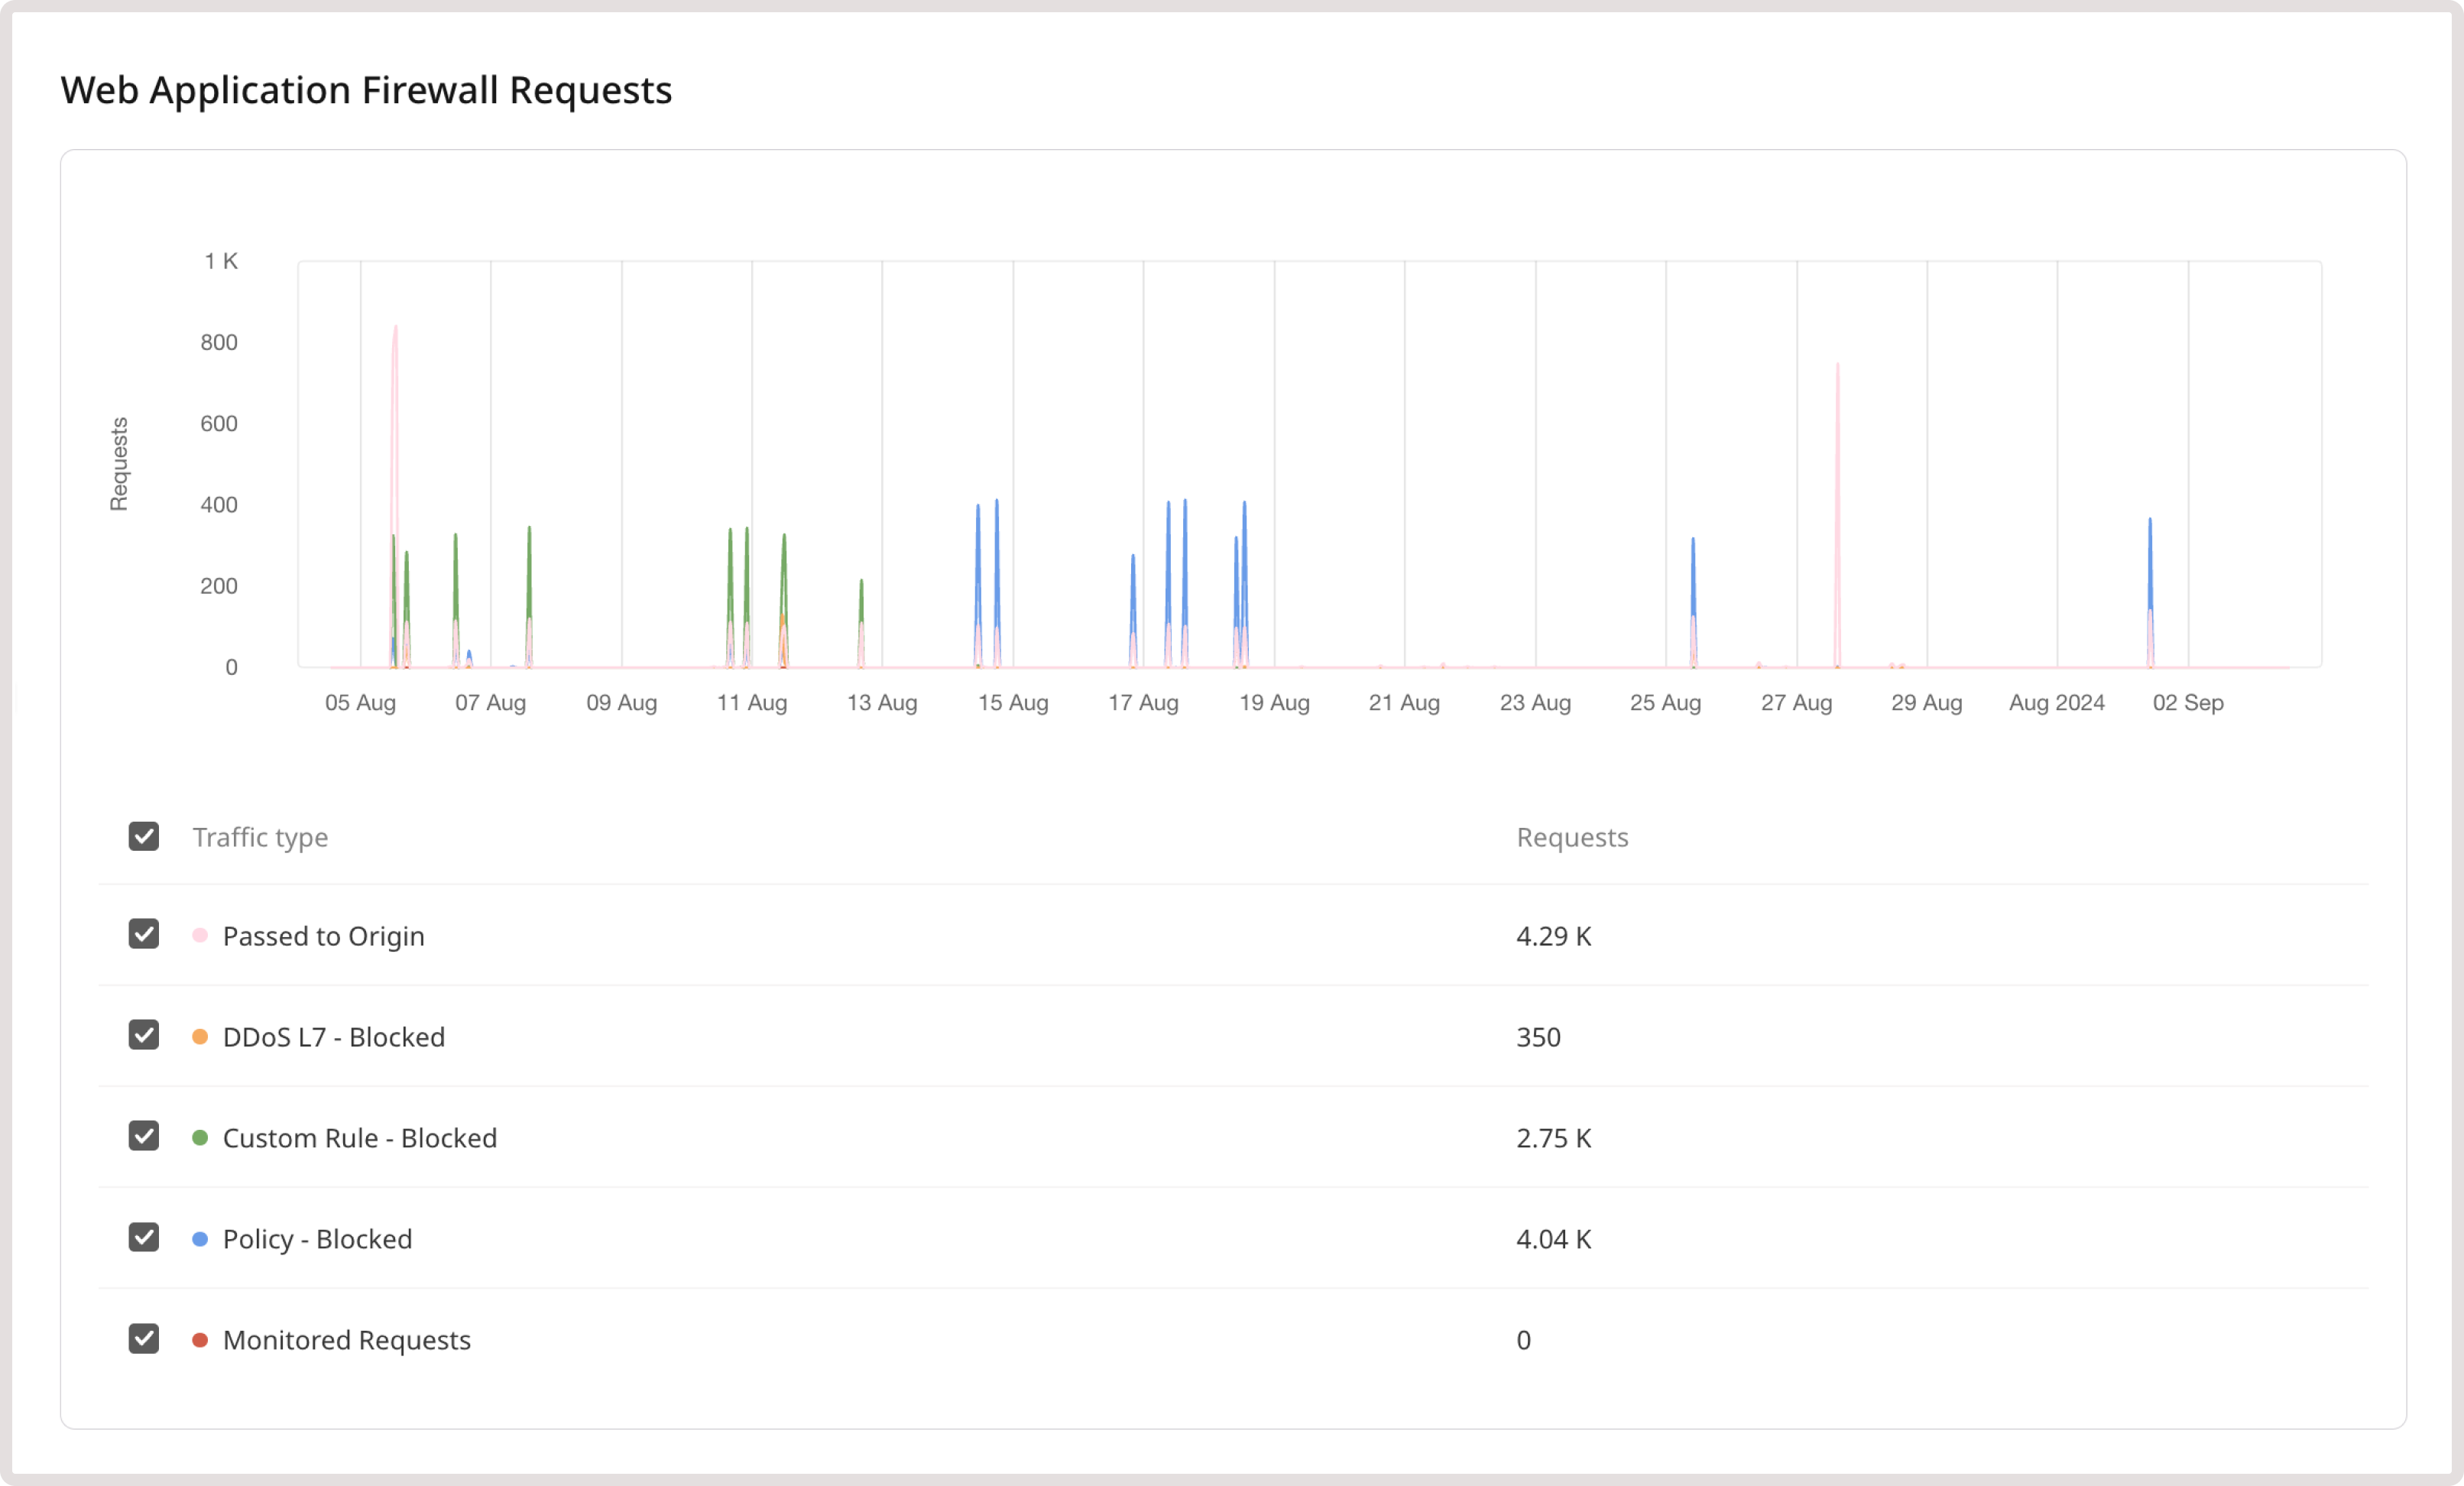 Web Application Firewall Requests
1 K
800
600
400
200
0
Requests
05 Aug 07 Aug 09 Aug 11 Aug 13 Aug 15 Aug 17 Aug 19 Aug 21 Aug 23 Aug 25 Aug 27 Aug 29 Aug Aug 2024 02 Sep
Traffic type Requests
Passed to Origin 4.29 K
DDoS L7 - Blocked 350
Custom Rule - Blocked 2.75 K
Policy - Blocked 4.04 K
Monitored Requests 0